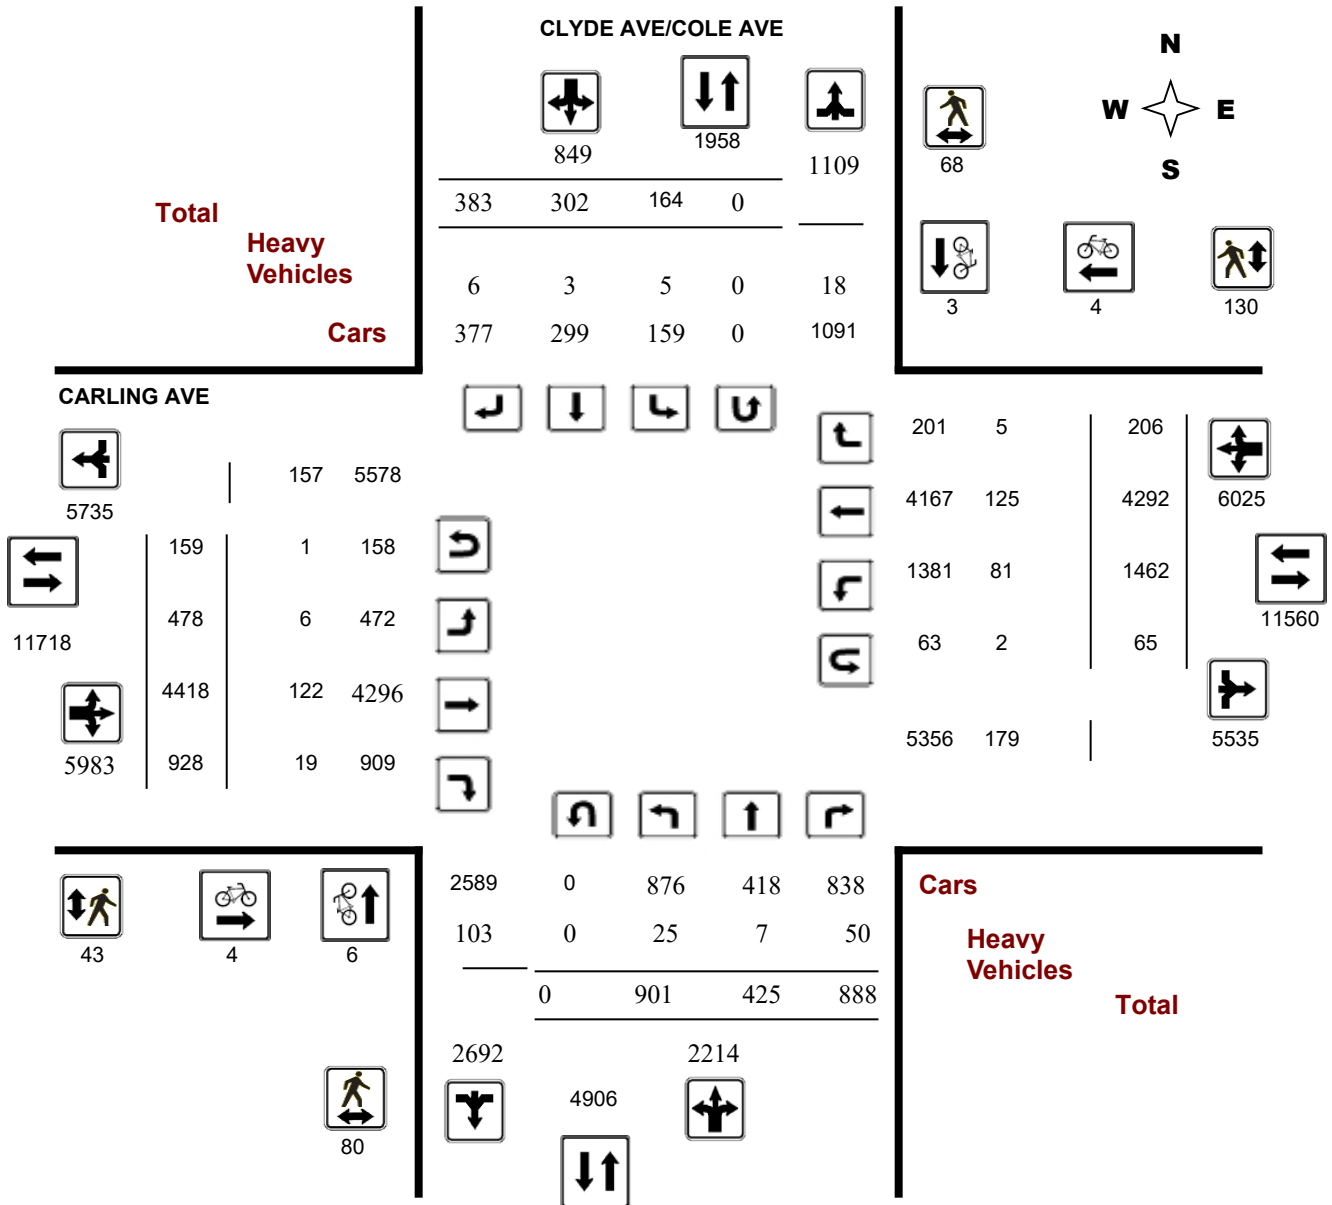 CLYDE AVE/COLE AVE
N
W E
S
849
1958
1109
68
383 302 164 0
Total
Heavy
Vehicles
6 3 5 0 18
3 4 130
Cars
377 299 159 0 1091
CARLING AVE
201 5 206
157 5578
5735
4167 125 4292 6025
159 1 158
1381 81 1462
11560
478 6 472
11718
63 2 65
4418 122 4296
5356 179 5535
5983 928 19 909
2589 0 876 418 838
Cars
103 0 25 7 50
43 4 6
Heavy
Vehicles
0 901 425 888
Total
2692 2214
4906
80